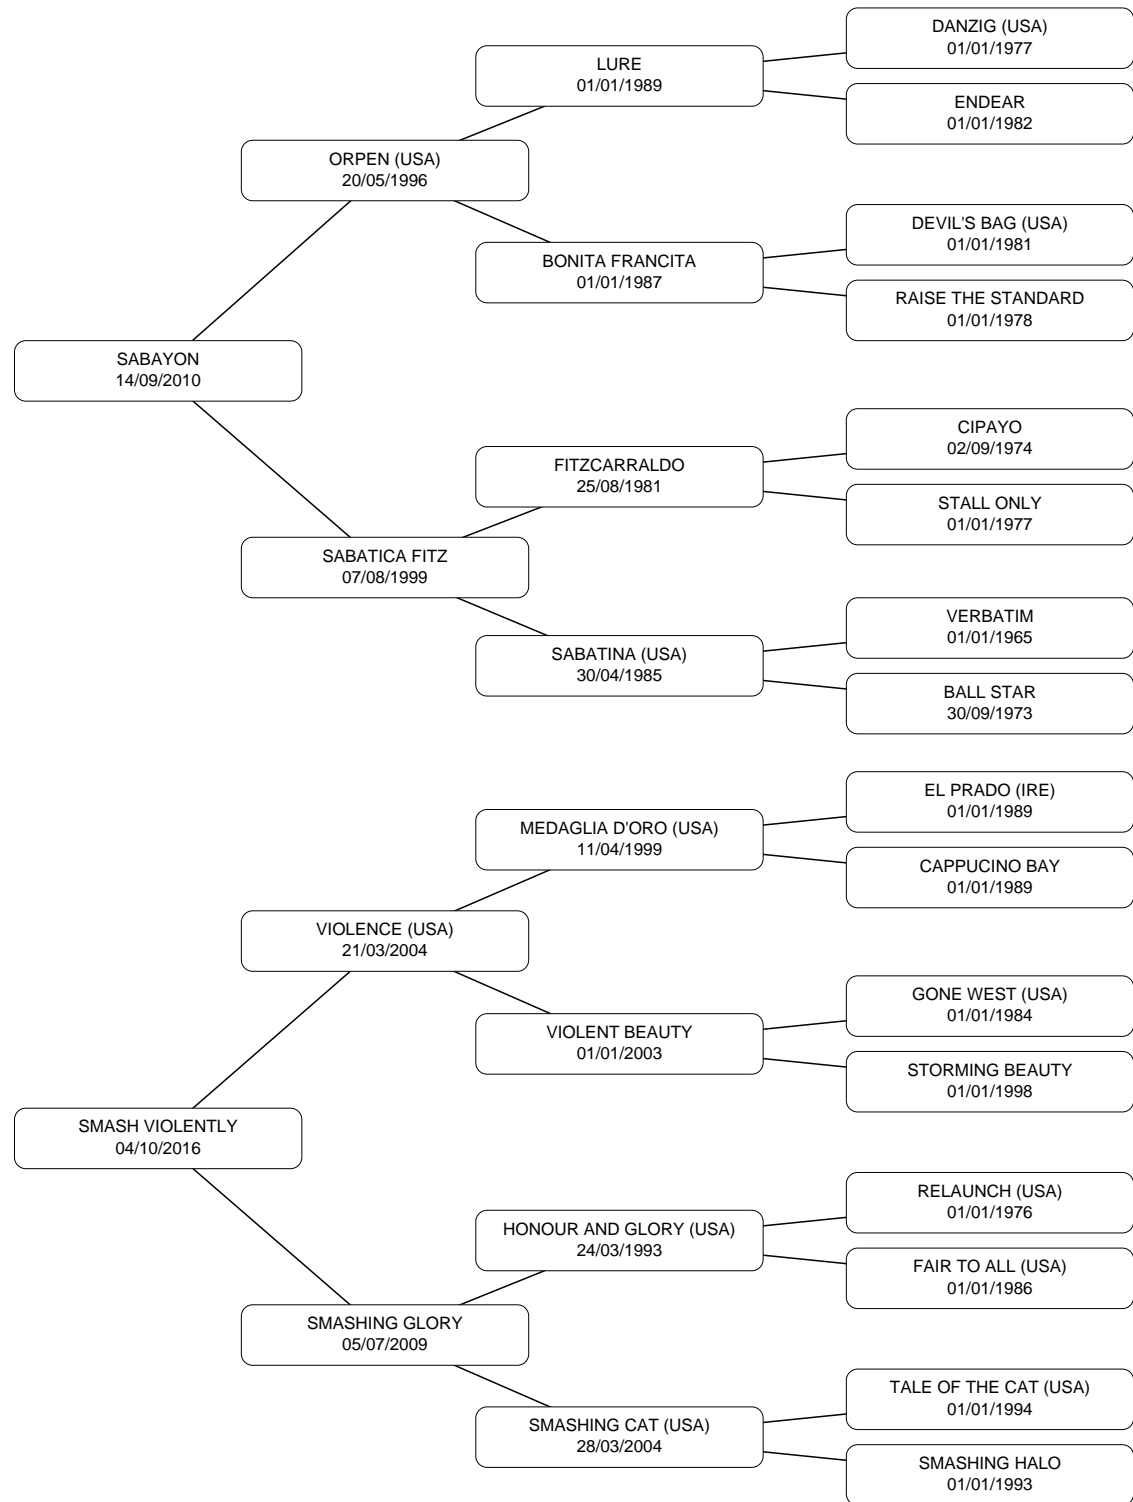 DANZIG (USA)
01/01/1977
LURE
01/01/1989
ENDEAR
01/01/1982
ORPEN (USA)
20/05/1996
DEVIL'S BAG (USA)
01/01/1981
BONITA FRANCITA
01/01/1987
RAISE THE STANDARD
01/01/1978
SABAYON
14/09/2010
CIPAYO
02/09/1974
FITZCARRALDO
25/08/1981
STALL ONLY
01/01/1977
SABATICA FITZ
07/08/1999
VERBATIM
01/01/1965
SABATINA (USA)
30/04/1985
BALL STAR
30/09/1973
EL PRADO (IRE)
01/01/1989
MEDAGLIA D'ORO (USA)
11/04/1999
CAPPUCINO BAY
01/01/1989
VIOLENCE (USA)
21/03/2004
GONE WEST (USA)
01/01/1984
VIOLENT BEAUTY
01/01/2003
STORMING BEAUTY
01/01/1998
SMASH VIOLENTLY
04/10/2016
RELAUNCH (USA)
01/01/1976
HONOUR AND GLORY (USA)
24/03/1993
FAIR TO ALL (USA)
01/01/1986
SMASHING GLORY
05/07/2009
TALE OF THE CAT (USA)
01/01/1994
SMASHING CAT (USA)
28/03/2004
SMASHING HALO
01/01/1993